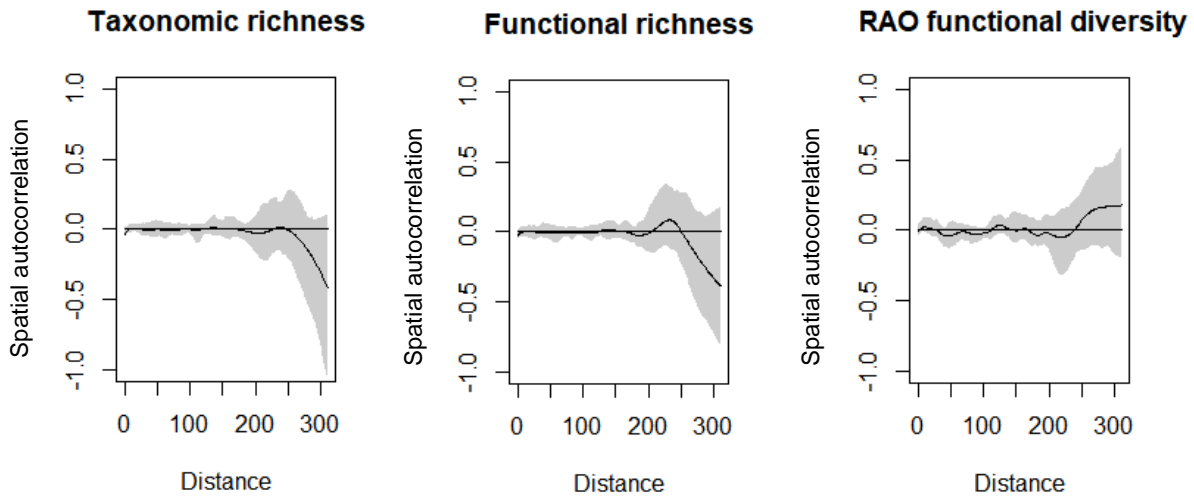 Taxonomic richness
Spatial autocorrelation
1.0
0.5
0.0
-0.5
-1.0
0 100 200 300
Distance
Functional richness
Spatial autocorrelation
1.0
0.5
0.0
-0.5
-1.0
0 100 200 300
Distance
RAO functional diversity
Spatial autocorrelation
1.0
0.5
0.0
-0.5
-1.0
0 100 200 300
Distance